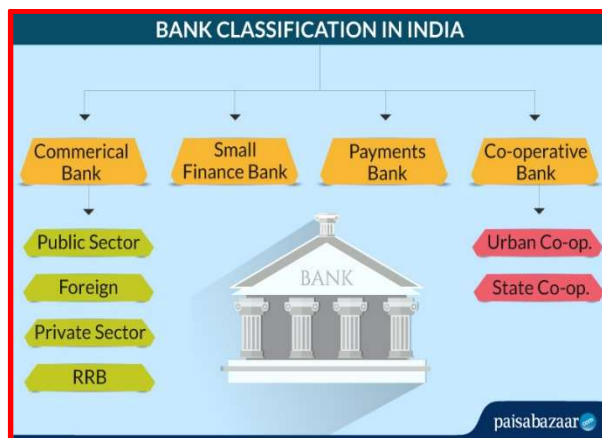 BANK CLASSIFICATION IN INDIA
Commerical
Bank
Small
Finance Bank
Payments
Bank
Co-operative
Bank
Public Sector
Foreign
Private Sector
RRB
BANK
Urban Co-op.
State Co-op.
paisabazaar